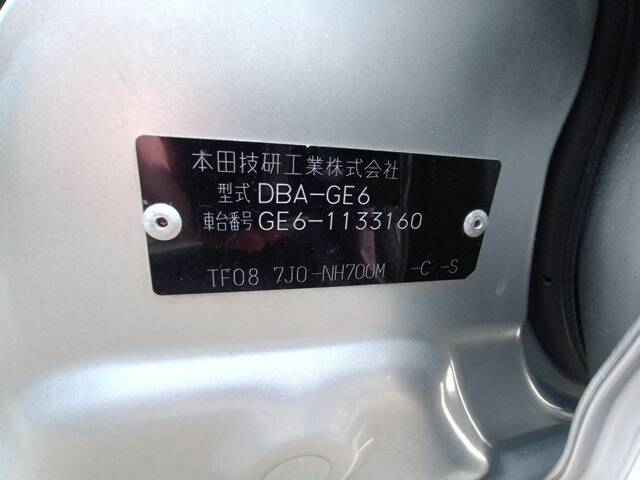 本田技研工業株式会社
型式 DBA-GE6
車台番号 GE6-1133160
TF08 7J0-NH700M -C -S